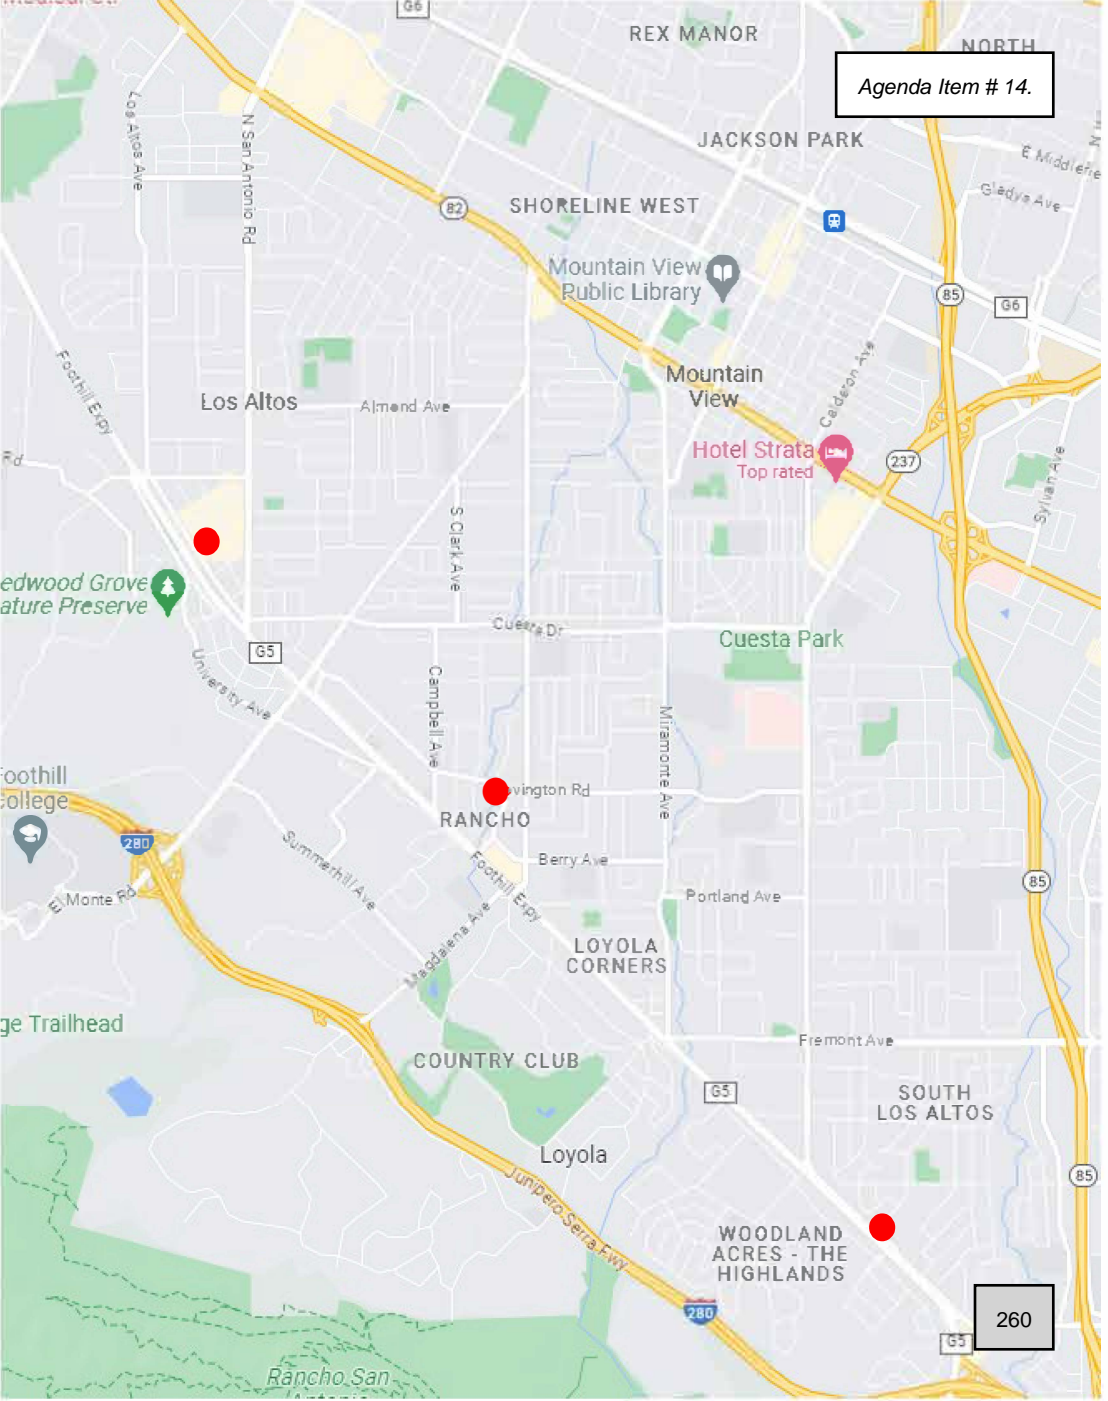 G6
REX MANOR
NORTH
Agenda Item # 14.
Los Altos Ave
N San Antonio Rd
JACKSON PARK
E Middlefie
Gladys Ave
82
SHORELINE WEST
Mountain View
Public Library
85
G6
Foothill Expy
Los Altos
Almond Ave
Mountain
View
Calderon Ave
Hotel Strata
Top rated
237
Rd
Sylvan Ave
S Clark Ave
edwood Grove
ature Preserve
Cuesta Dr
Cuesta Park
G5
University Ave
Campbell Ave
Miramonte Ave
oothill
ollege
vington Rd
RANCHO
280
Summerhill Ave
Foothill Expy
Berry Ave
El Monte Rd
Magdalena Ave
Portland Ave
85
LOYOLA
CORNERS
ge Trailhead
Fremont Ave
COUNTRY CLUB
G5
SOUTH
LOS ALTOS
Loyola
85
Junipero Serra Fwy
WOODLAND
ACRES - THE
HIGHLANDS
280
260
G5
Rancho San